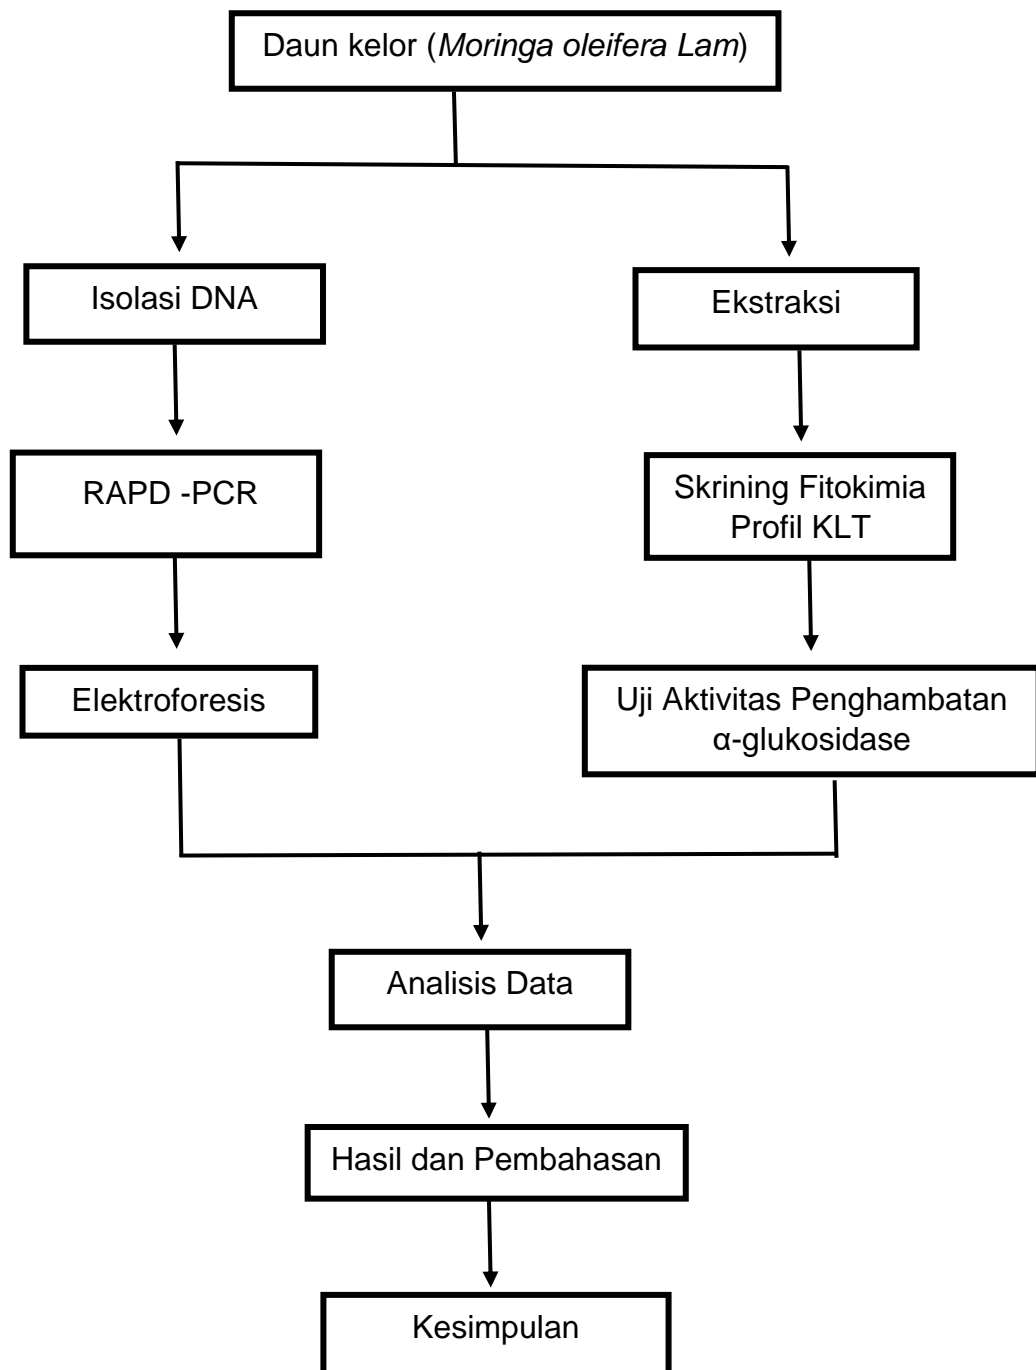 Daun kelor (Moringa oleifera Lam)
Isolasi DNA
Ekstraksi
RAPD -PCR
Skrining Fitokimia
Profil KLT
Elektroforesis
Uji Aktivitas Penghambatan
α-glukosidase
Analisis Data
Hasil dan Pembahasan
Kesimpulan